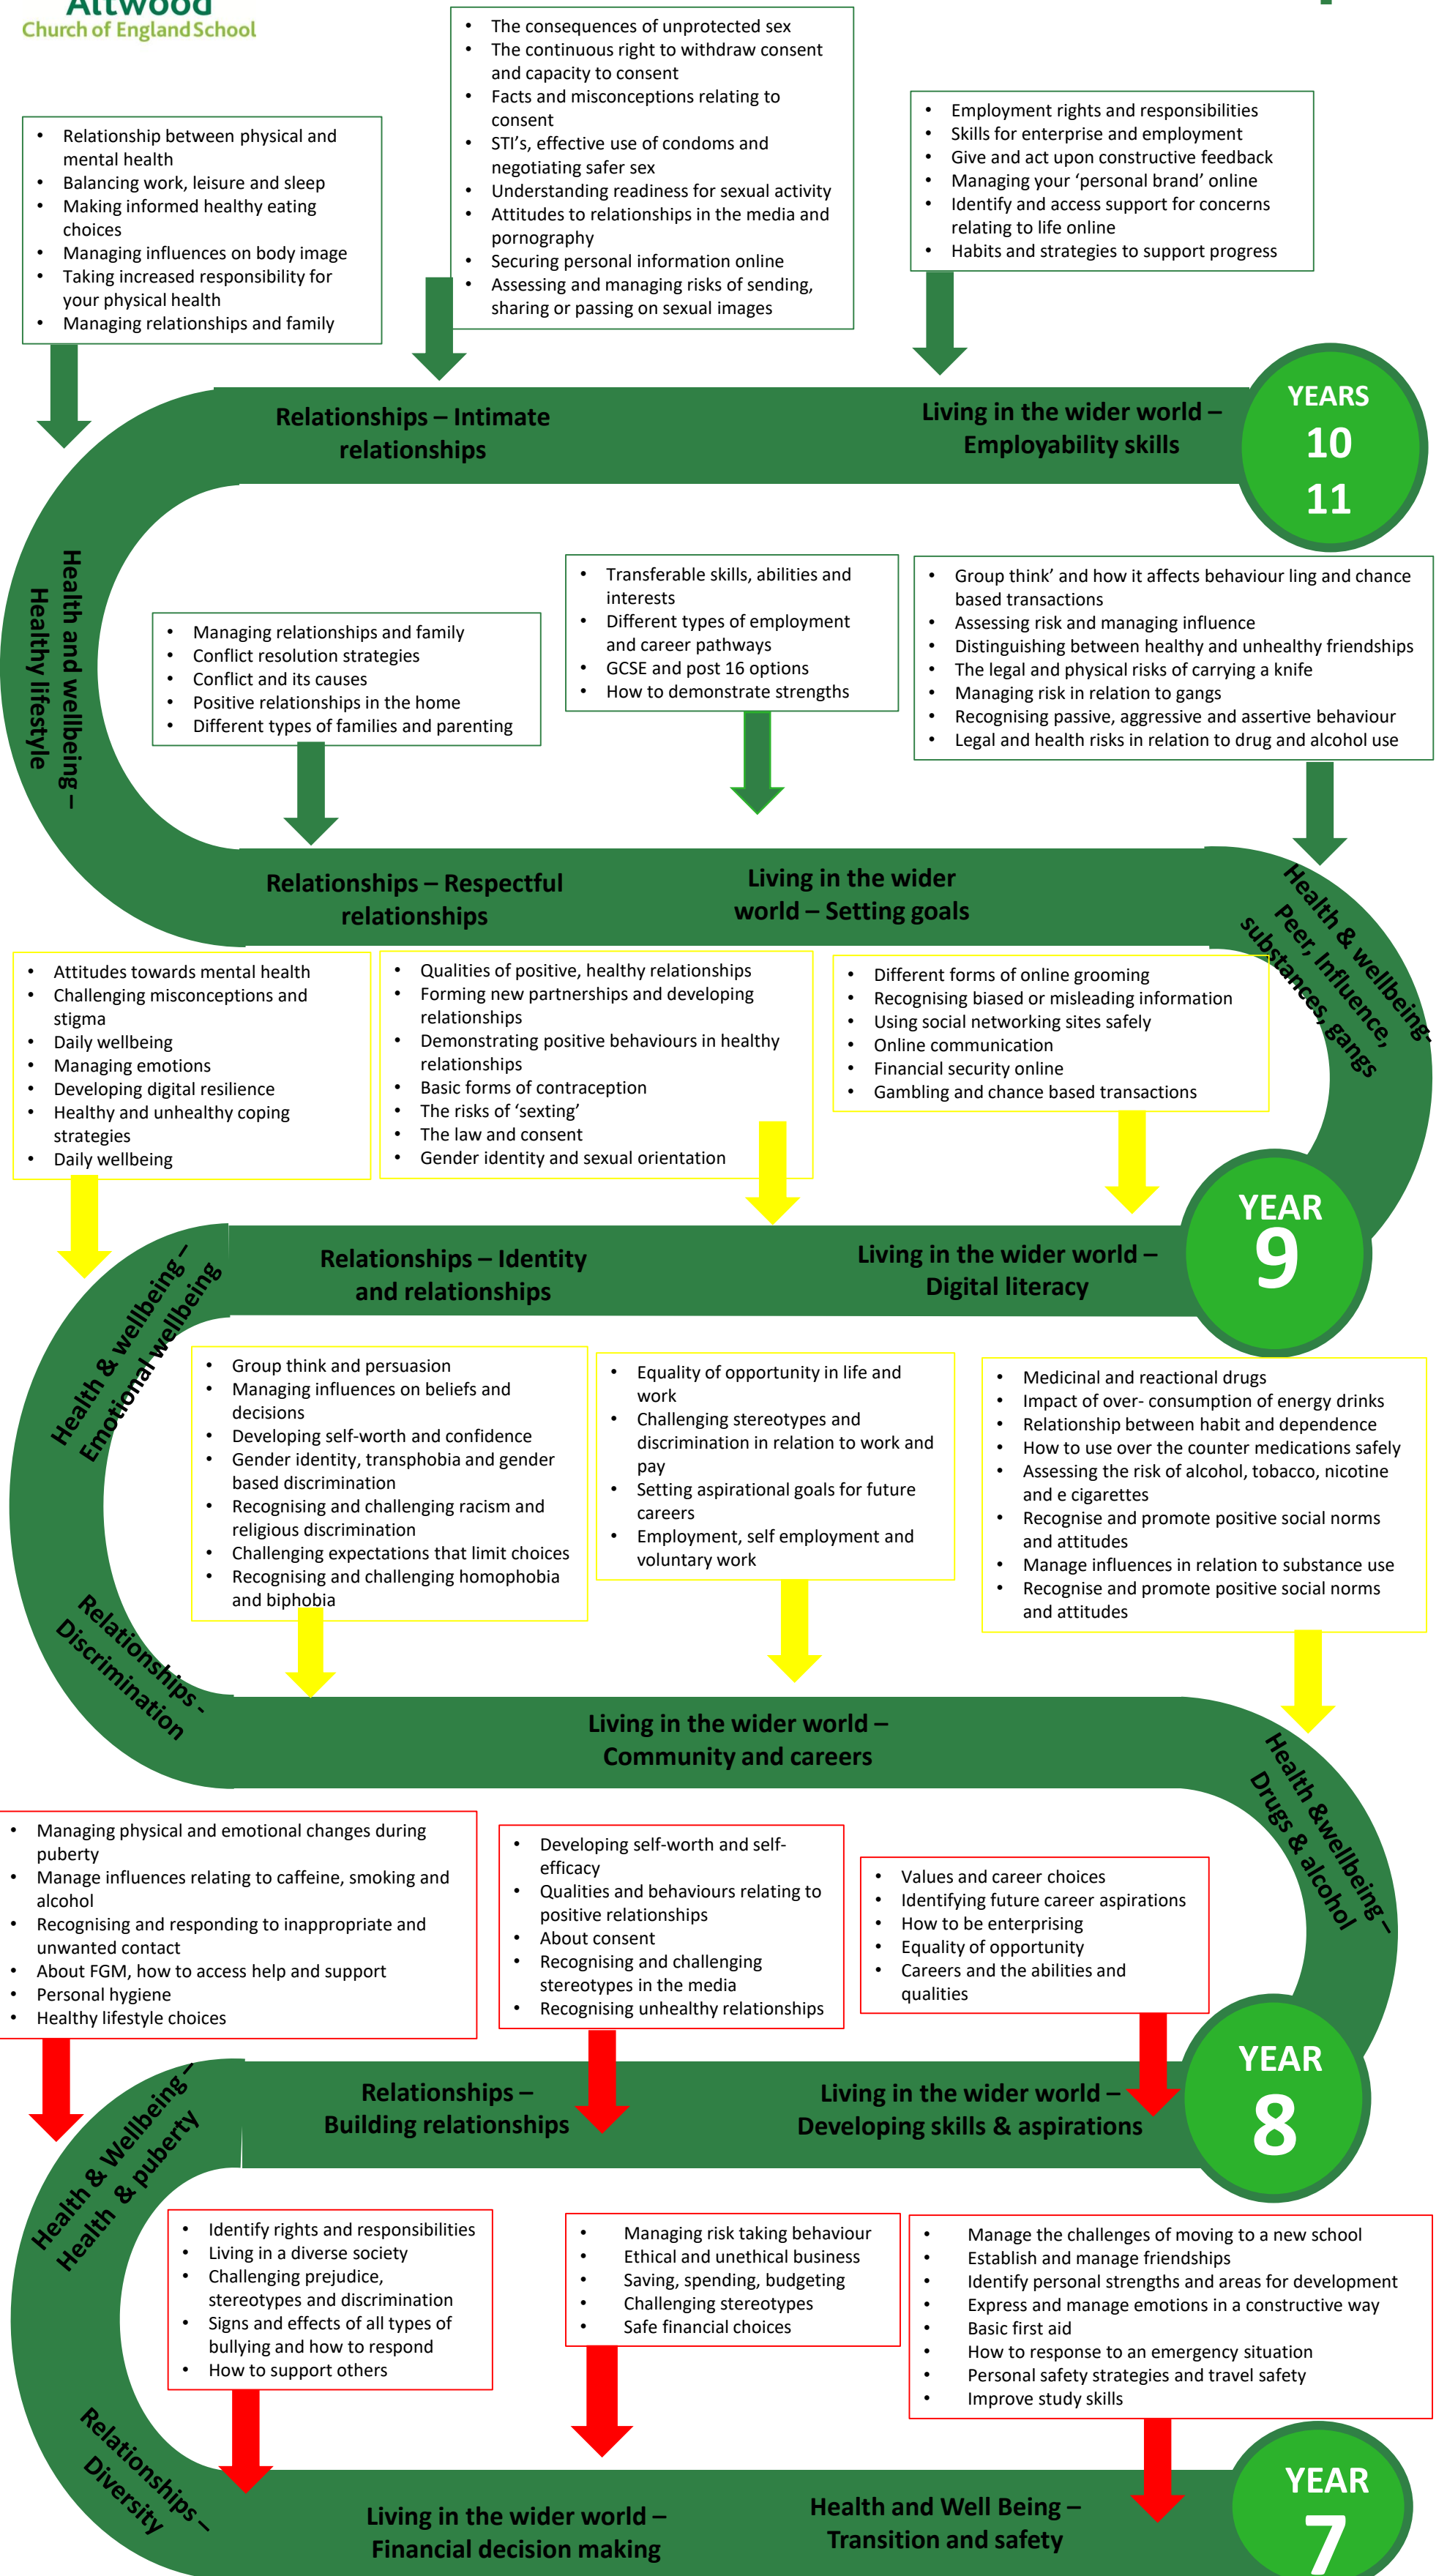 Altwood
Church of England School
• The consequences of unprotected sex
• The continuous right to withdraw consent
and capacity to consent
• Facts and misconceptions relating to
consent
• STI's, effective use of condoms and
negotiating safer sex
• Understanding readiness for sexual activity
• Attitudes to relationships in the media and
pornography
• Securing personal information online
• Assessing and managing risks of sending,
sharing or passing on sexual images
• Employment rights and responsibilities
• Skills for enterprise and employment
• Give and act upon constructive feedback
• Managing your ‘personal brand’ online
• Identify and access support for concerns
relating to life online
• Habits and strategies to support progress
• Relationship between physical and
mental health
• Balancing work, leisure and sleep
• Making informed healthy eating
choices
• Managing influences on body image
• Taking increased responsibility for
your physical health
• Managing relationships and family
Relationships – Intimate
relationships
Living in the wider world –
Employability skills
YEARS
10
11
Health and wellbeing –
Healthy lifestyle
• Managing relationships and family
• Conflict resolution strategies
• Conflict and its causes
• Positive relationships in the home
• Different types of families and parenting
• Transferable skills, abilities and
interests
• Different types of employment
and career pathways
• GCSE and post 16 options
• How to demonstrate strengths
• Group think’ and how it affects behaviour ling and chance
based transactions
• Assessing risk and managing influence
• Distinguishing between healthy and unhealthy friendships
• The legal and physical risks of carrying a knife
• Managing risk in relation to gangs
• Recognising passive, aggressive and assertive behaviour
• Legal and health risks in relation to drug and alcohol use
Relationships – Respectful
relationships
Living in the wider
world – Setting goals
Health & wellbeing-
Peer, Influence,
substances, gangs
• Attitudes towards mental health
• Challenging misconceptions and
stigma
• Daily wellbeing
• Managing emotions
• Developing digital resilience
• Healthy and unhealthy coping
strategies
• Daily wellbeing
• Qualities of positive, healthy relationships
• Forming new partnerships and developing
relationships
• Demonstrating positive behaviours in healthy
relationships
• Basic forms of contraception
• The risks of ‘sexting’
• The law and consent
• Gender identity and sexual orientation
• Different forms of online grooming
• Recognising biased or misleading information
• Using social networking sites safely
• Online communication
• Financial security online
• Gambling and chance based transactions
Health & wellbeing –
Emotional wellbeing
Relationships – Identity
and relationships
Living in the wider world –
Digital literacy
YEAR
9
• Group think and persuasion
• Managing influences on beliefs and
decisions
• Developing self-worth and confidence
• Gender identity, transphobia and gender
based discrimination
• Recognising and challenging racism and
religious discrimination
• Challenging expectations that limit choices
• Recognising and challenging homophobia
and biphobia
• Equality of opportunity in life and
work
• Challenging stereotypes and
discrimination in relation to work and
pay
• Setting aspirational goals for future
careers
• Employment, self employment and
voluntary work
• Medicinal and reactional drugs
• Impact of over- consumption of energy drinks
• Relationship between habit and dependence
• How to use over the counter medications safely
• Assessing the risk of alcohol, tobacco, nicotine
and e cigarettes
• Recognise and promote positive social norms
and attitudes
• Manage influences in relation to substance use
• Recognise and promote positive social norms
and attitudes
Relationships -
Discrimination
Living in the wider world –
Community and careers
Health &wellbeing –
Drugs & alcohol
• Managing physical and emotional changes during
puberty
• Manage influences relating to caffeine, smoking and
alcohol
• Recognising and responding to inappropriate and
unwanted contact
• About FGM, how to access help and support
• Personal hygiene
• Healthy lifestyle choices
• Developing self-worth and self-
efficacy
• Qualities and behaviours relating to
positive relationships
• About consent
• Recognising and challenging
stereotypes in the media
• Recognising unhealthy relationships
• Values and career choices
• Identifying future career aspirations
• How to be enterprising
• Equality of opportunity
• Careers and the abilities and
qualities
Health & Wellbeing –
Health & puberty
Relationships –
Building relationships
Living in the wider world –
Developing skills & aspirations
YEAR
8
• Identify rights and responsibilities
• Living in a diverse society
• Challenging prejudice,
stereotypes and discrimination
• Signs and effects of all types of
bullying and how to respond
• How to support others
• Managing risk taking behaviour
• Ethical and unethical business
• Saving, spending, budgeting
• Challenging stereotypes
• Safe financial choices
• Manage the challenges of moving to a new school
• Establish and manage friendships
• Identify personal strengths and areas for development
• Express and manage emotions in a constructive way
• Basic first aid
• How to response to an emergency situation
• Personal safety strategies and travel safety
• Improve study skills
Relationships –
Diversity
Living in the wider world –
Financial decision making
Health and Well Being –
Transition and safety
YEAR
7